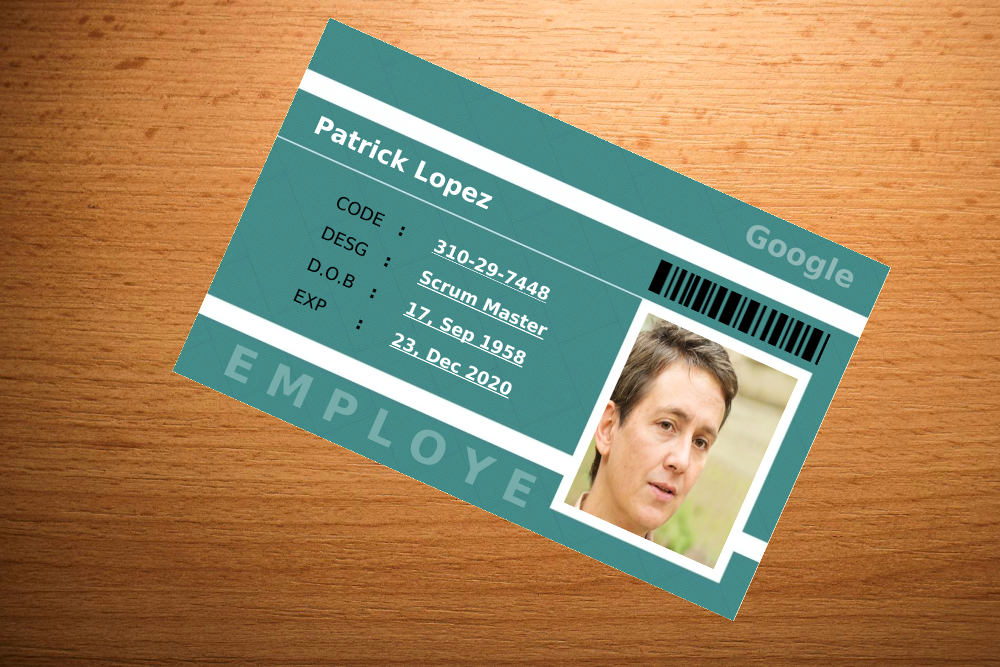 Google
Patrick Lopez
CODE : 310-29-7448
DESG : Scrum Master
D.O.B : 17, Sep 1958
EXP : 23, Dec 2020
EMPLOYE